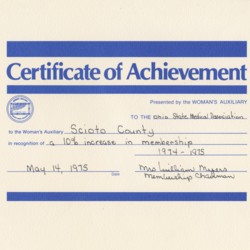 Certificate of Achievement
Presented by the WOMAN'S AUXILIARY
TO THE Ohio State Medical Association
to the Woman's Auxiliary Scioto County
in recognition of a 10% increase in membership
1974 - 1975
May 14, 1975 Date Mrs William Myers
Membership Chairman